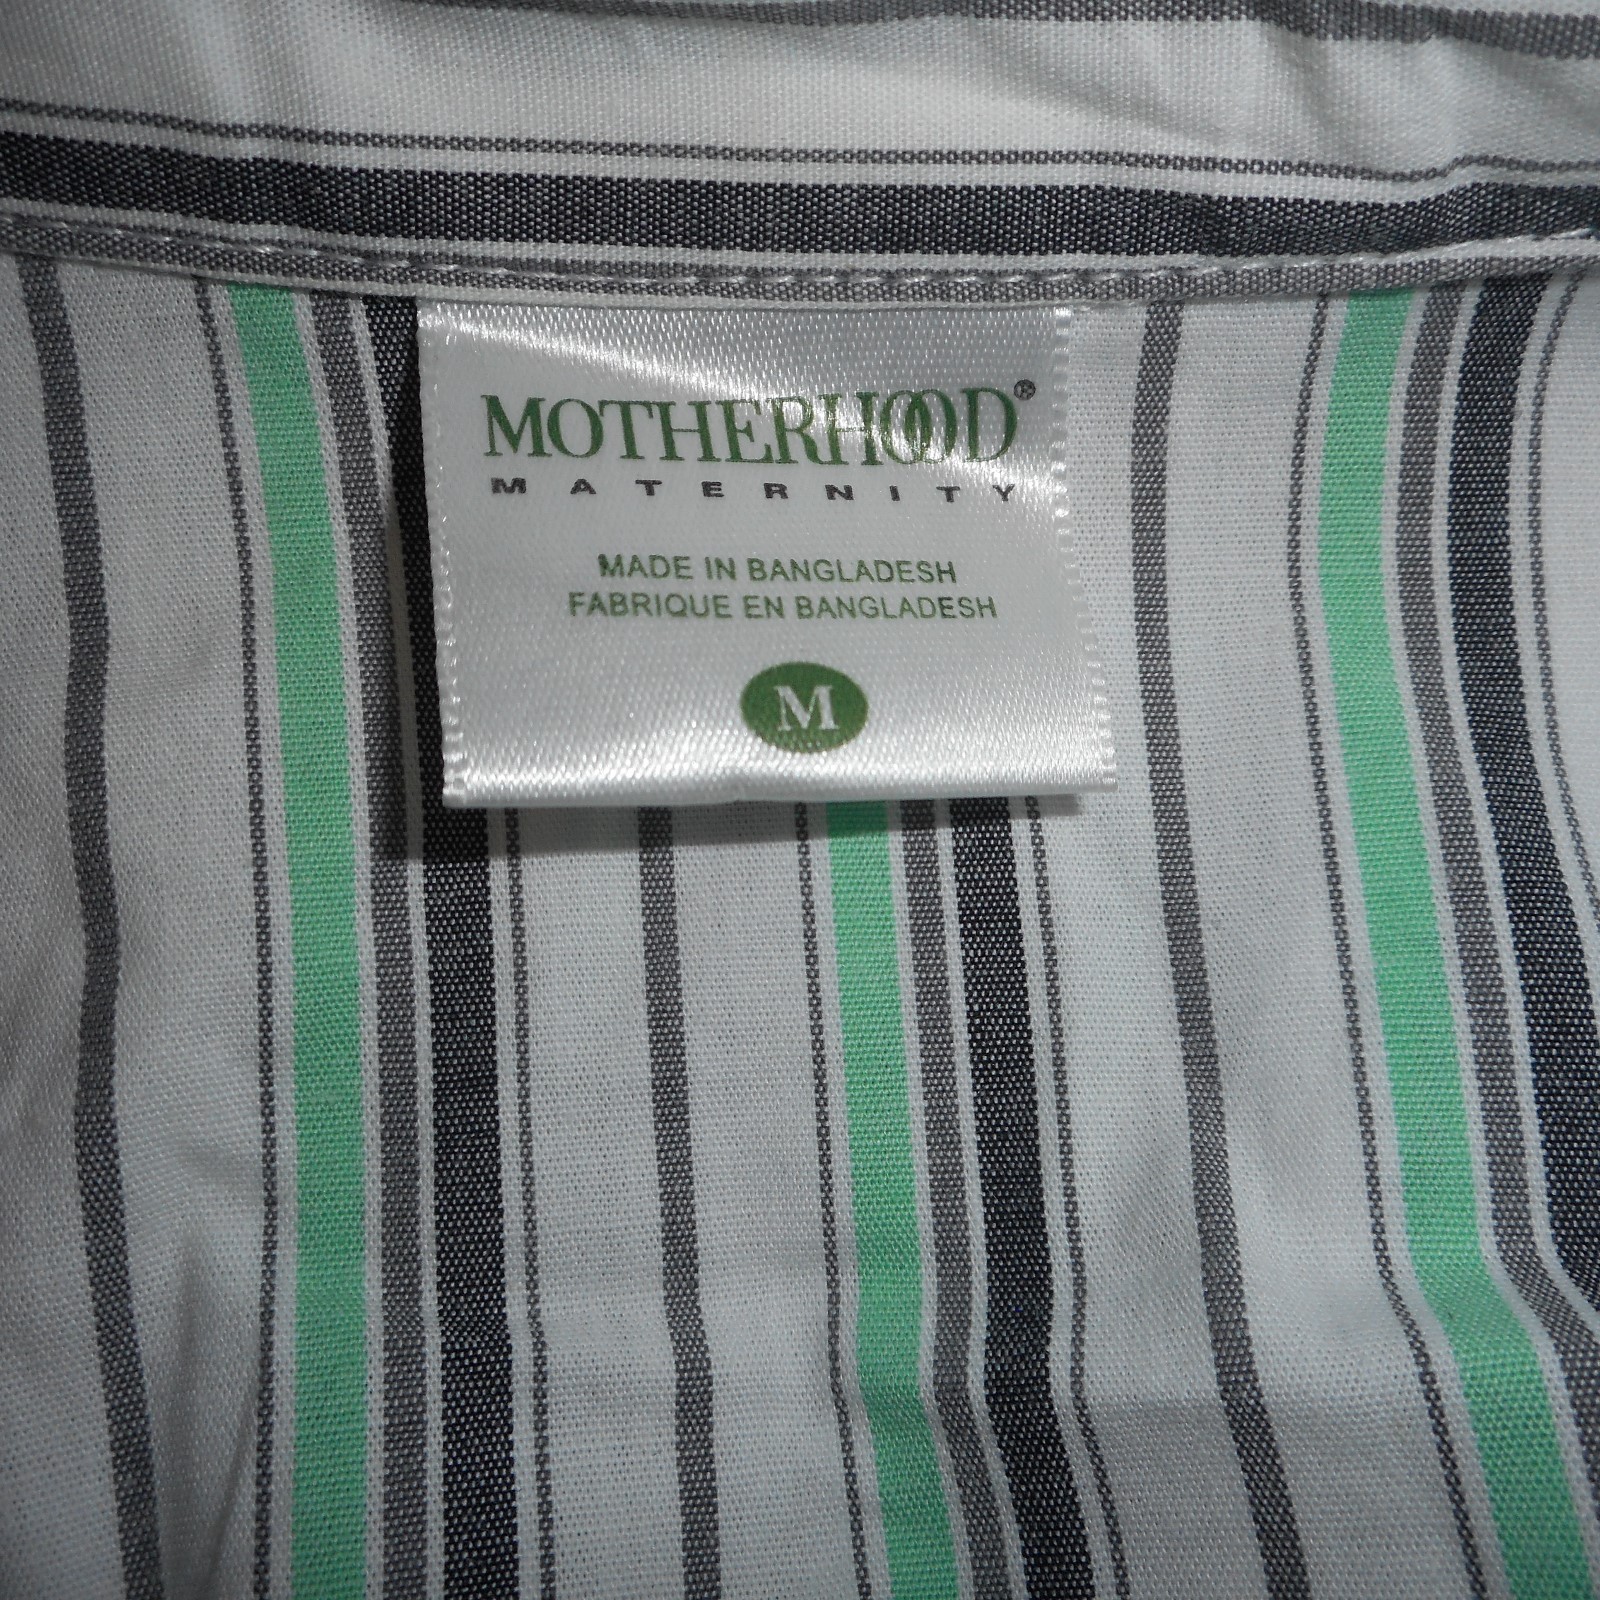 MOTHERHOOD®
MATERNITY
MADE IN BANGLADESH
FABRIQUE EN BANGLADESH
M